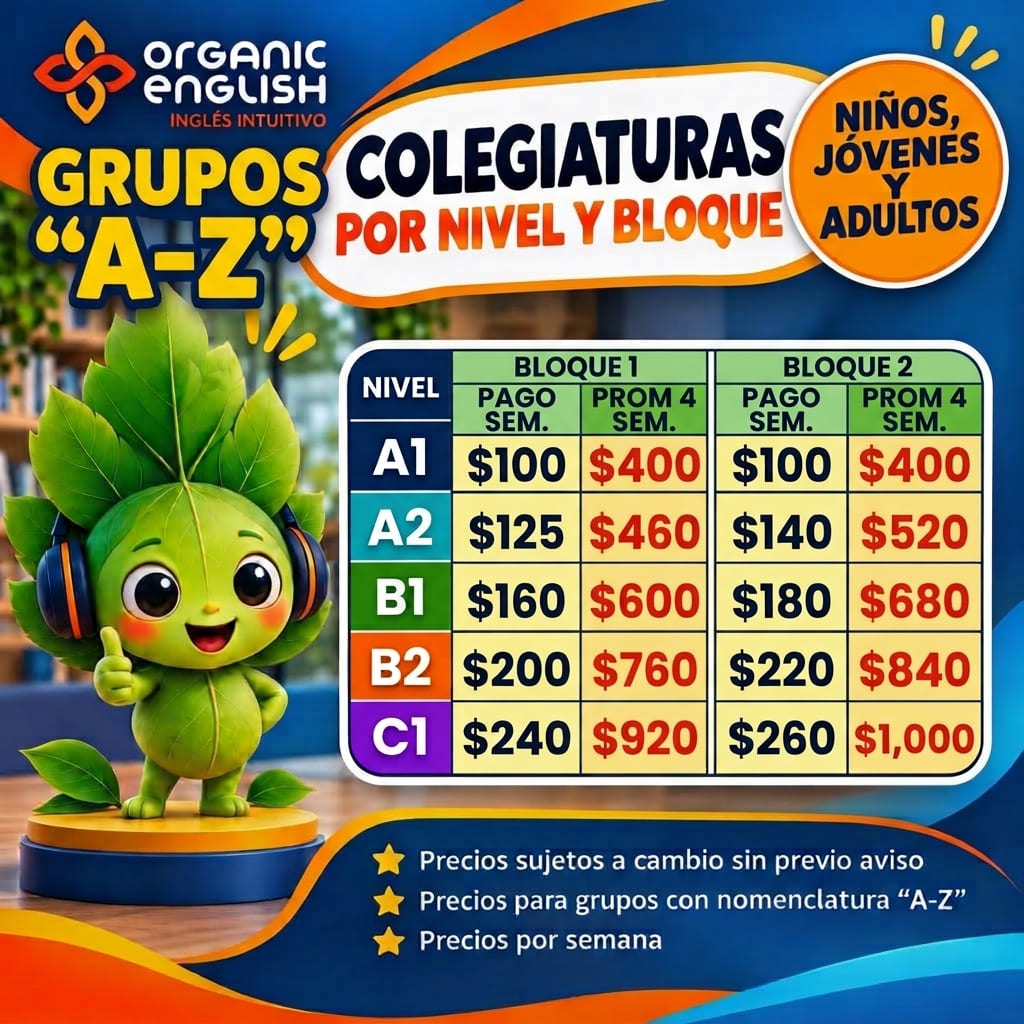 ORGANIC
ENGLISH
INGLÉS INTUITIVO
GRUPOS
“A-Z”
COLEGIATURAS
POR NIVEL Y BLOQUE
NIÑOS,
JÓVENES
Y
ADULTOS
NIVEL BLOQUE 1 BLOQUE 2
PAGO SEM. PROM 4 SEM. PAGO SEM. PROM 4 SEM.
A1 $100 $400 $100 $400
A2 $125 $460 $140 $520
B1 $160 $600 $180 $680
B2 $200 $760 $220 $840
C1 $240 $920 $260 $1,000
Precios sujetos a cambio sin previo aviso
Precios para grupos con nomenclatura “A-Z”
Precios por semana